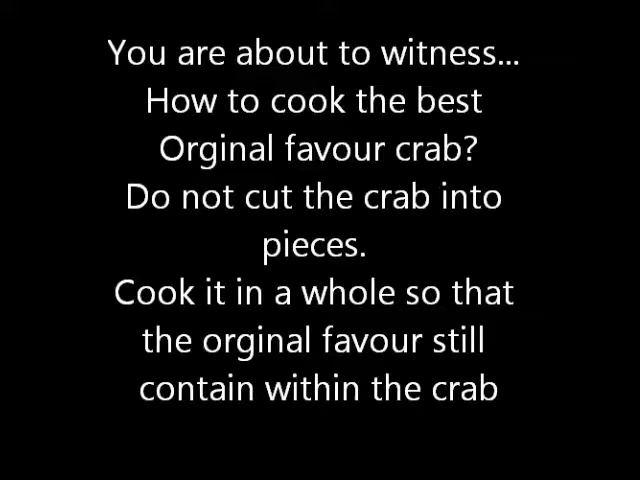 You are about to witness...
How to cook the best
Orginal favour crab?
Do not cut the crab into
pieces.
Cook it in a whole so that
the orginal favour still
contain within the crab